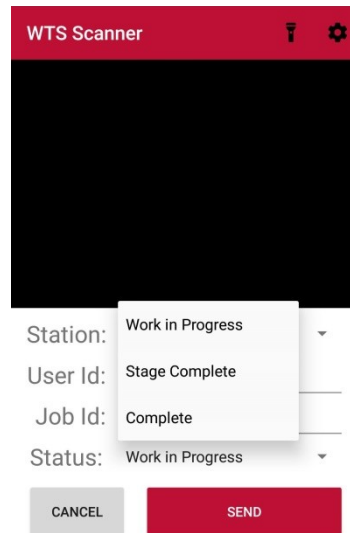 WTS Scanner
Station:
Work in Progress
User Id:
Stage Complete
Job Id:
Complete
Status:
Work in Progress
CANCEL
SEND